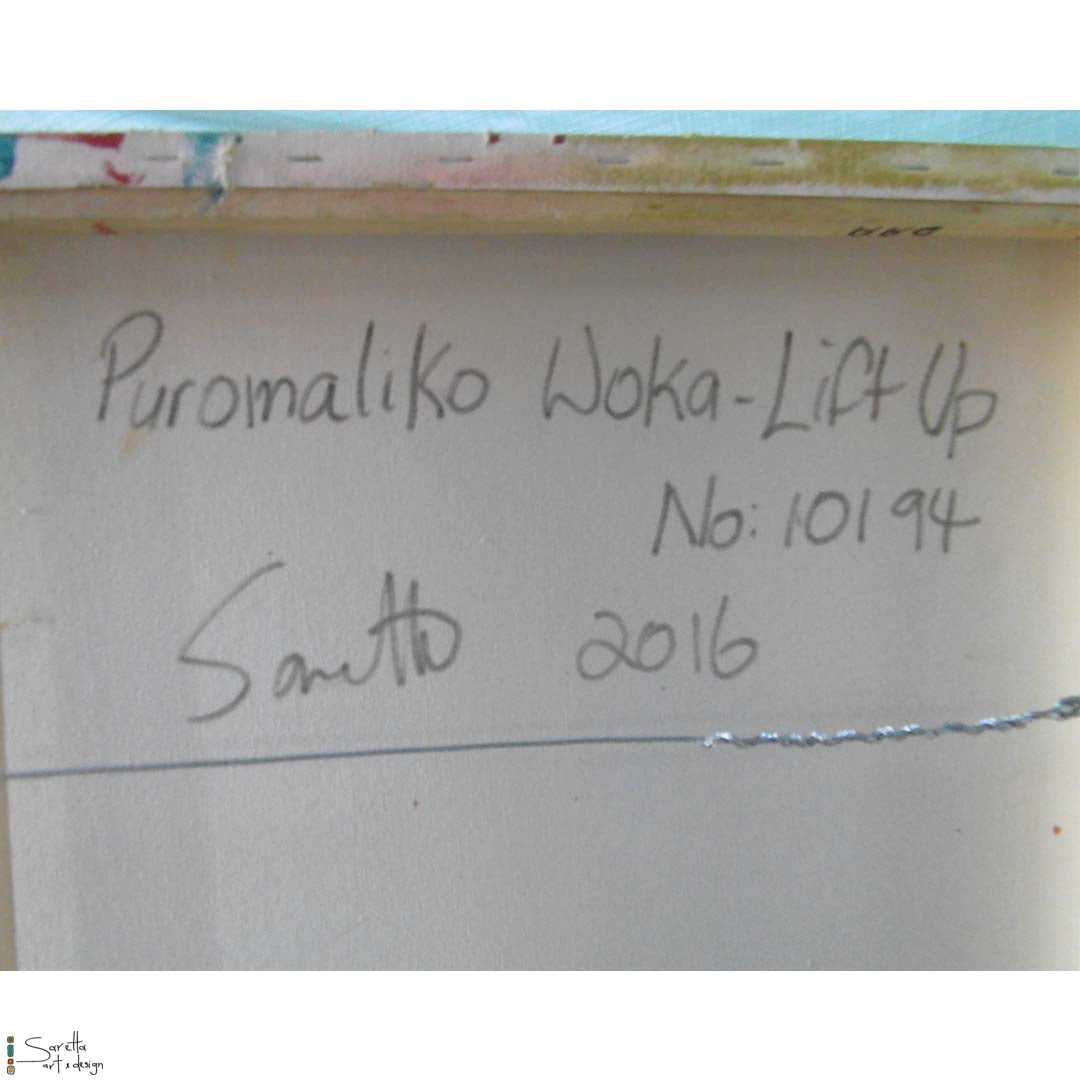 Puromaliko Woka-Lift Up
No: 10194
Saretta 2016
Saretta
art & design